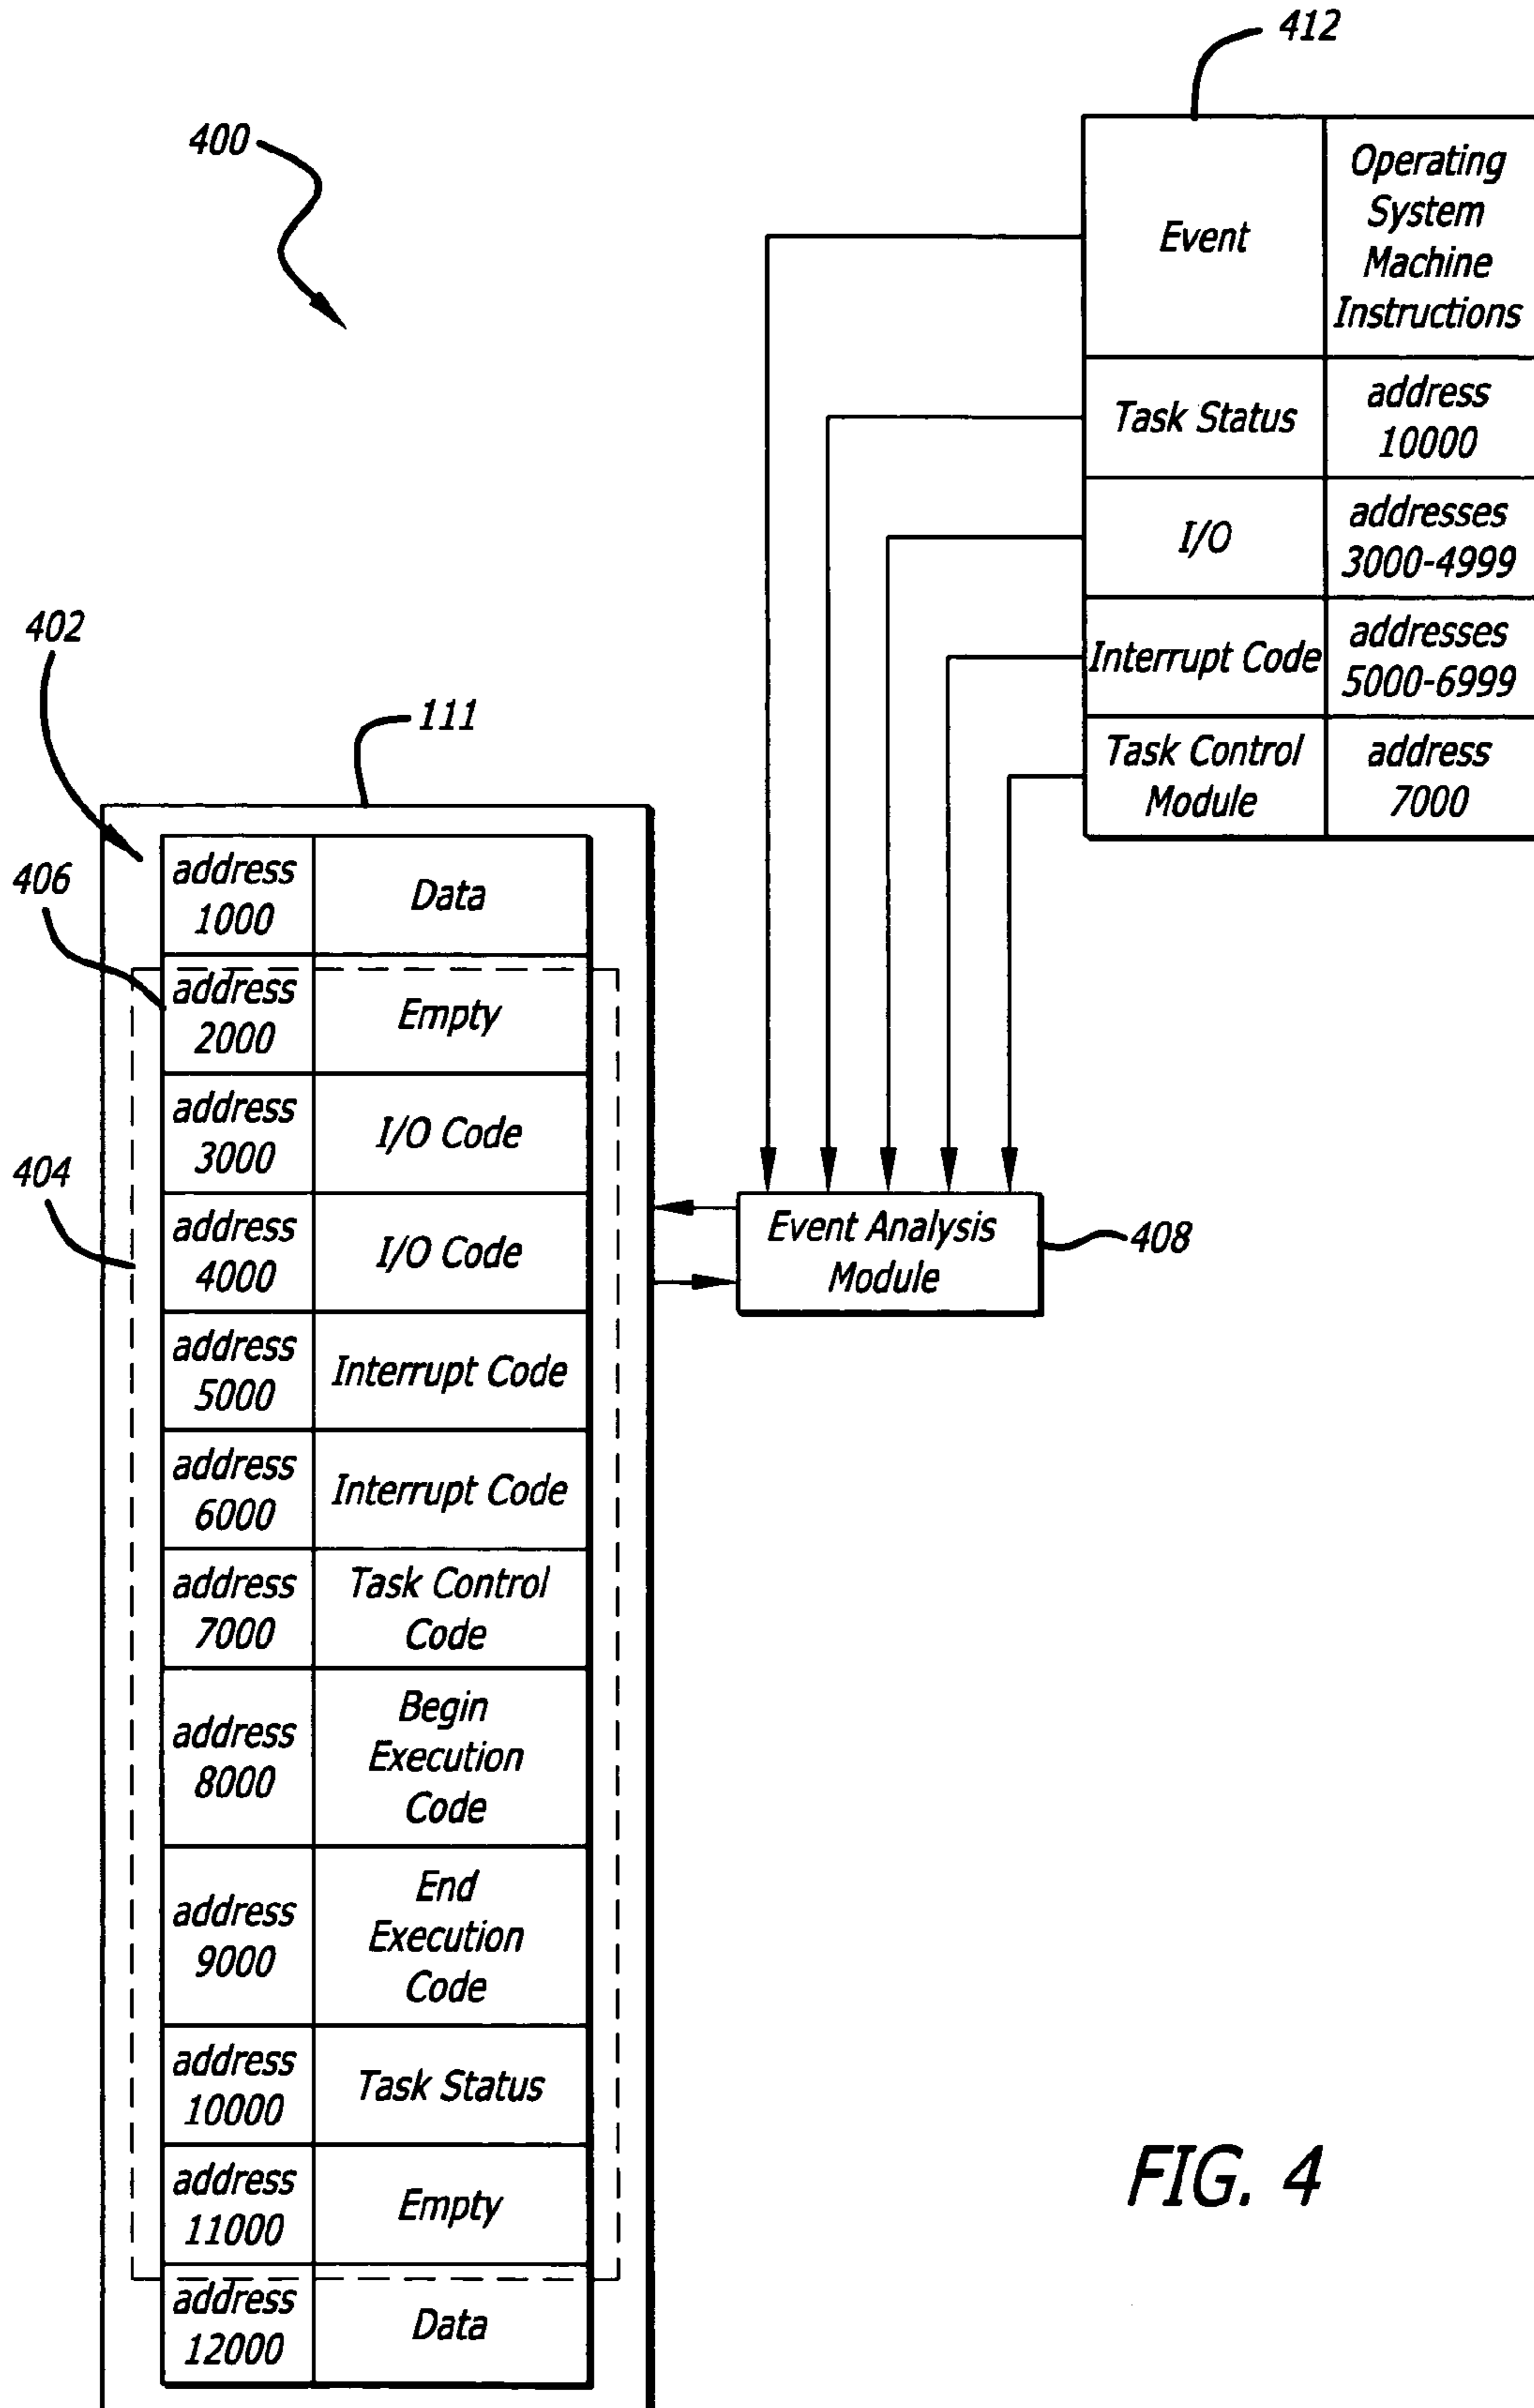 412
400
Event
Operating
System
Machine
Instructions
Task Status
address
10000
I/O
addresses
3000-4999
Interrupt Code
addresses
5000-6999
Task Control
Module
address
7000
402
111
406
404
address
1000
Data
address
2000
Empty
address
3000
I/O Code
address
4000
I/O Code
address
5000
Interrupt Code
address
6000
Interrupt Code
address
7000
Task Control
Code
address
8000
Begin
Execution
Code
address
9000
End
Execution
Code
address
10000
Task Status
address
11000
Empty
address
12000
Data
Event Analysis
Module
408
FIG. 4